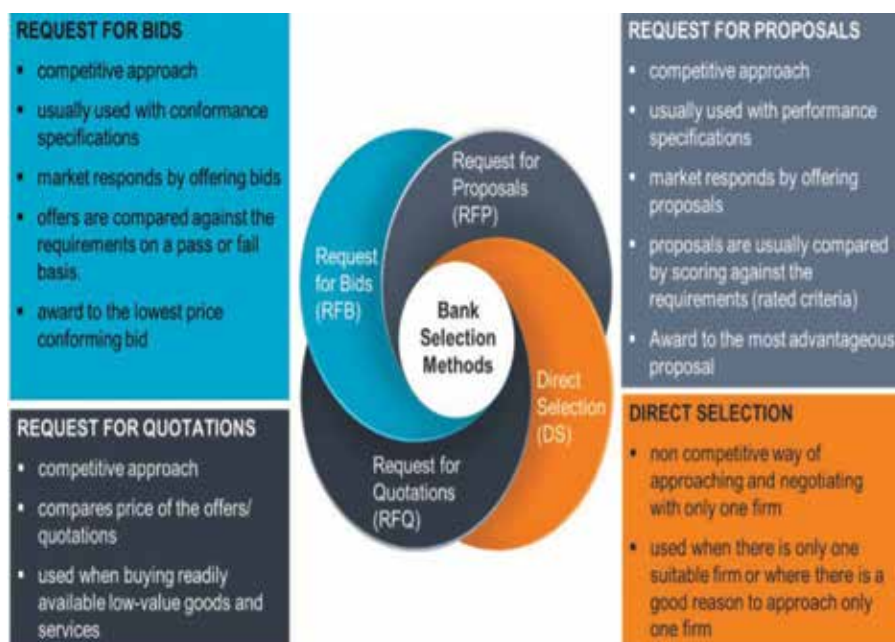 REQUEST FOR BIDS
▪ competitive approach
▪ usually used with conformance
specifications
▪ market responds by offering bids
▪ offers are compared against the
requirements on a pass or fail
basis.
▪ award to the lowest price
conforming bid
REQUEST FOR QUOTATIONS
▪ competitive approach
▪ compares price of the offers/
quotations
▪ used when buying readily
available low-value goods and
services
Request for
Proposals
(RFP)
Request
for Bids
(RFB)
Bank
Selection
Methods
Direct
Selection
(DS)
Request for
Quotations
(RFQ)
REQUEST FOR PROPOSALS
▪ competitive approach
▪ usually used with performance
specifications
▪ market responds by offering
proposals
▪ proposals are usually compared
by scoring against the
requirements (rated criteria)
▪ Award to the most advantageous
proposal
DIRECT SELECTION
▪ non competitive way of
approaching and negotiating
with only one firm
▪ used when there is only one
suitable firm or where there is a
good reason to approach only
one firm